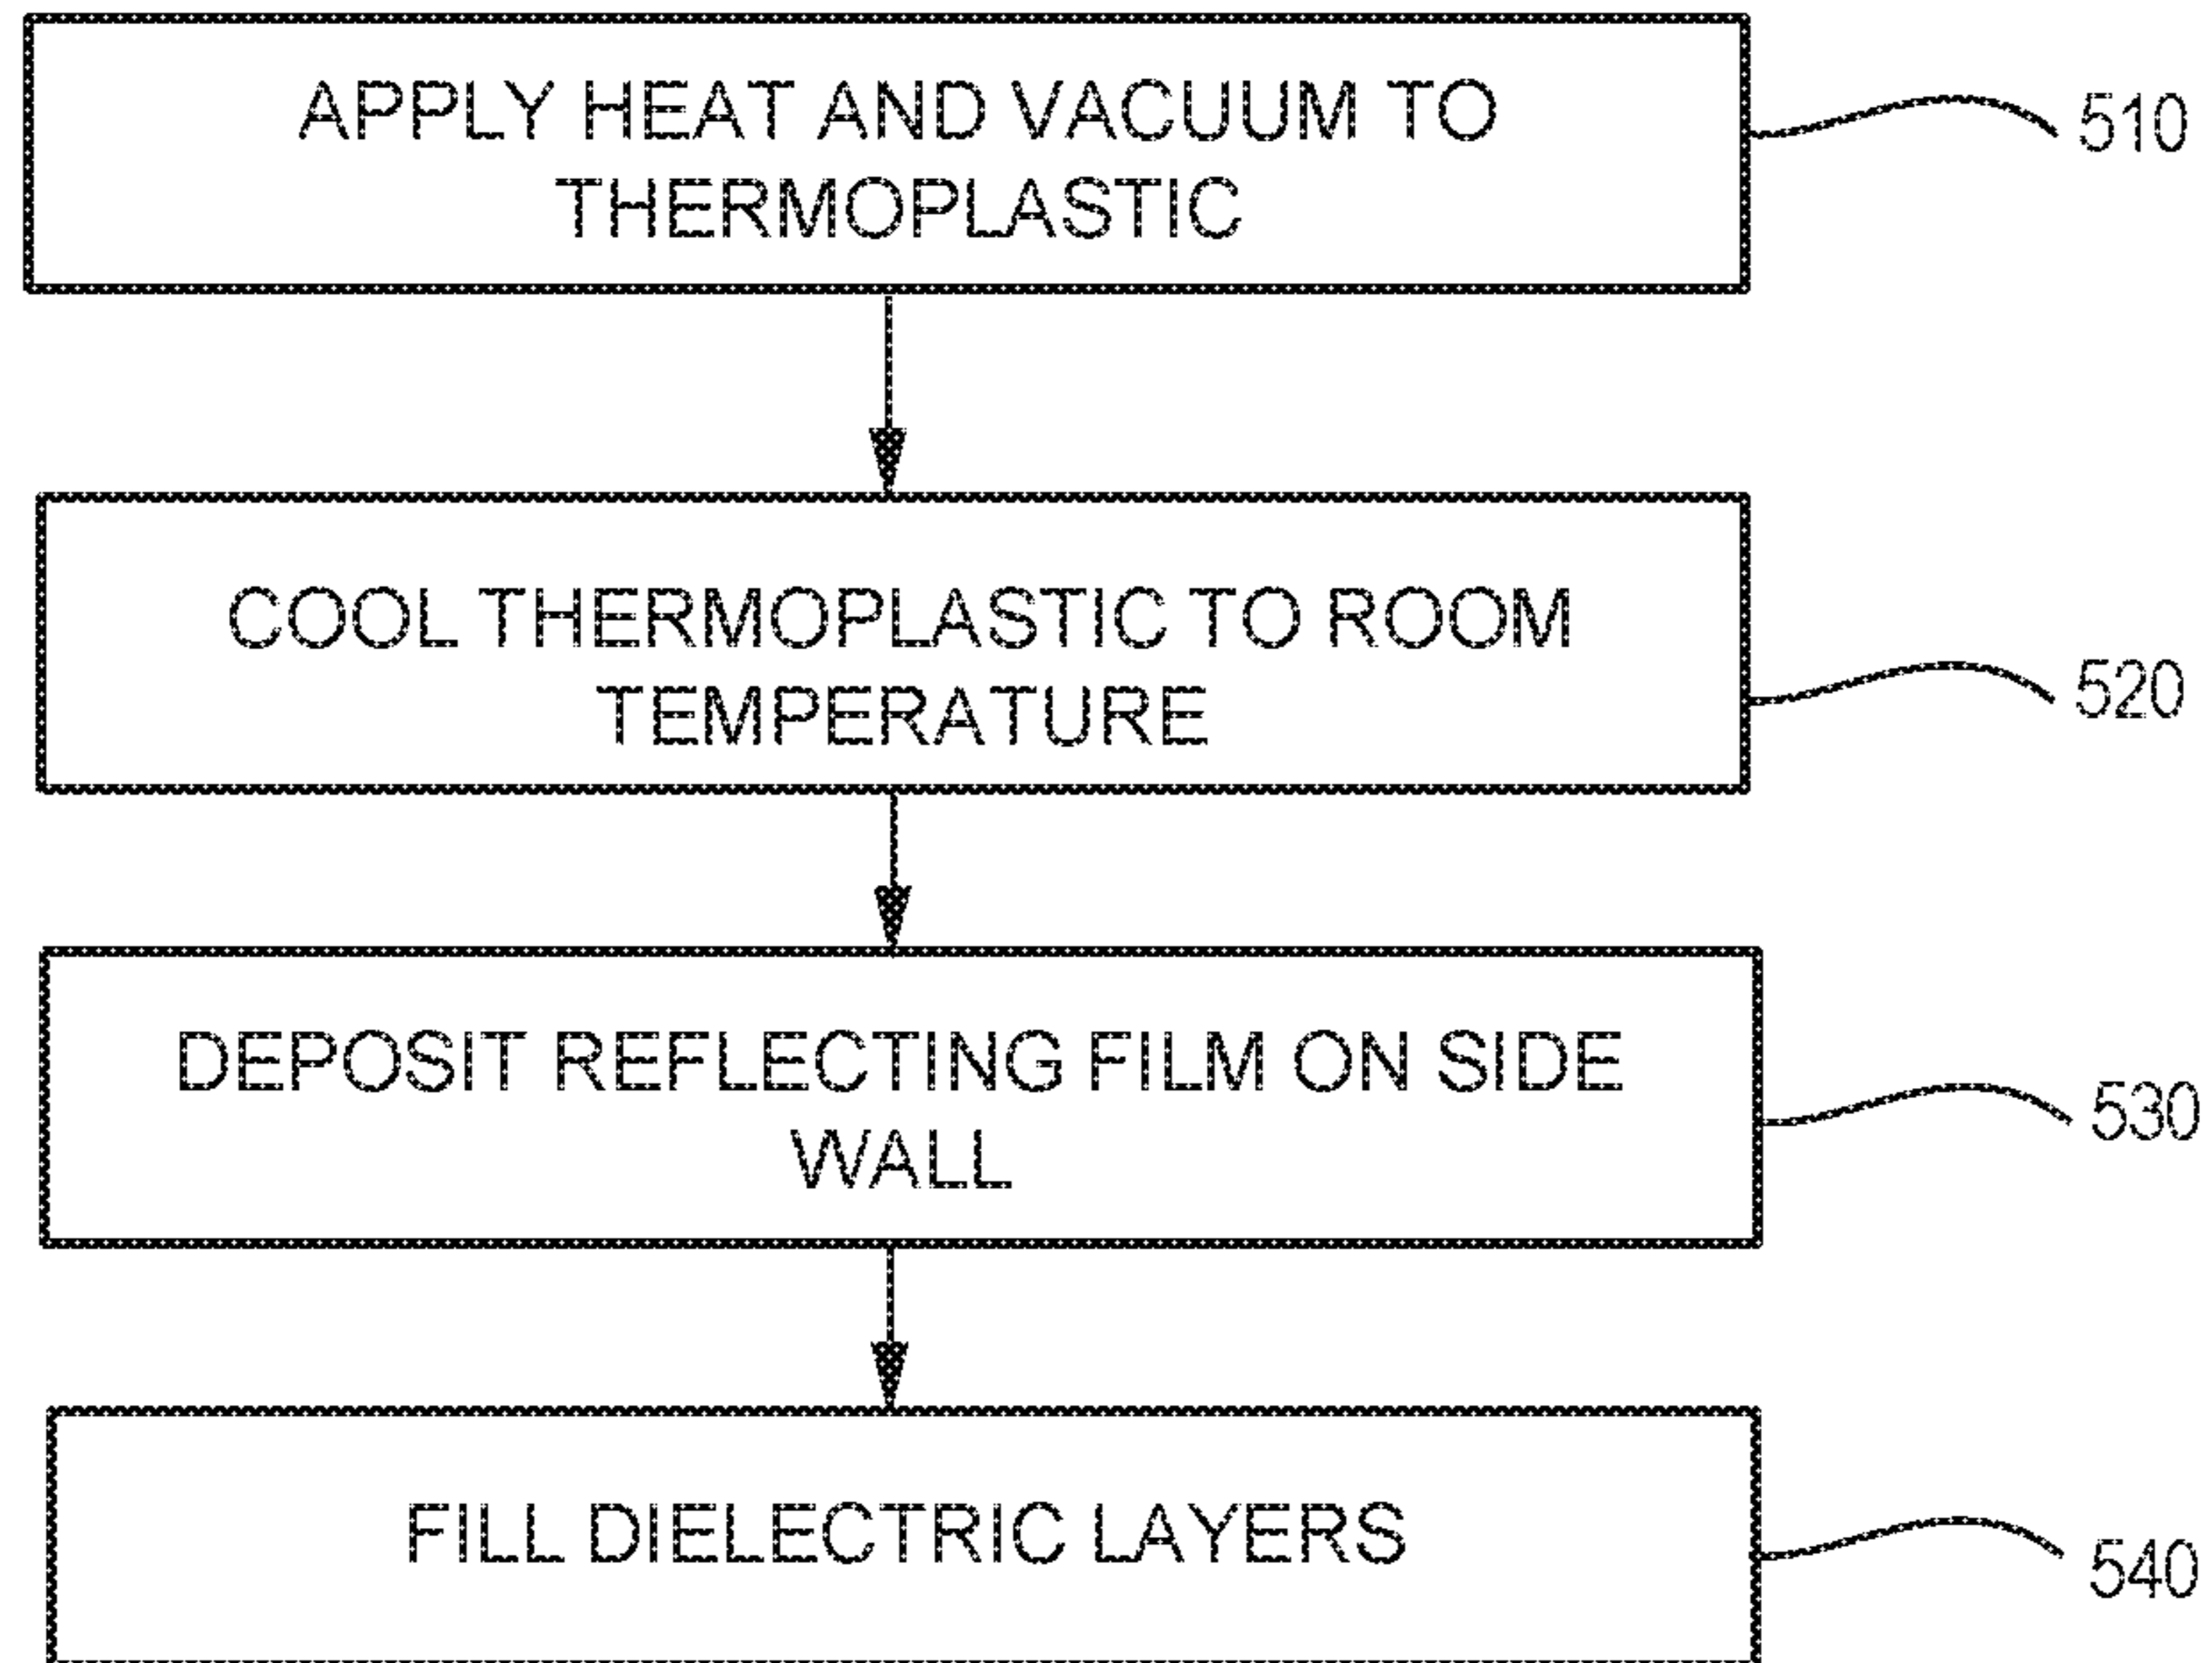 APPLY HEAT AND VACUUM TO
THERMOPLASTIC
510
COOL THERMOPLASTIC TO ROOM
TEMPERATURE
520
DEPOSIT REFLECTING FILM ON SIDE
WALL
530
FILL DIELECTRIC LAYERS
540